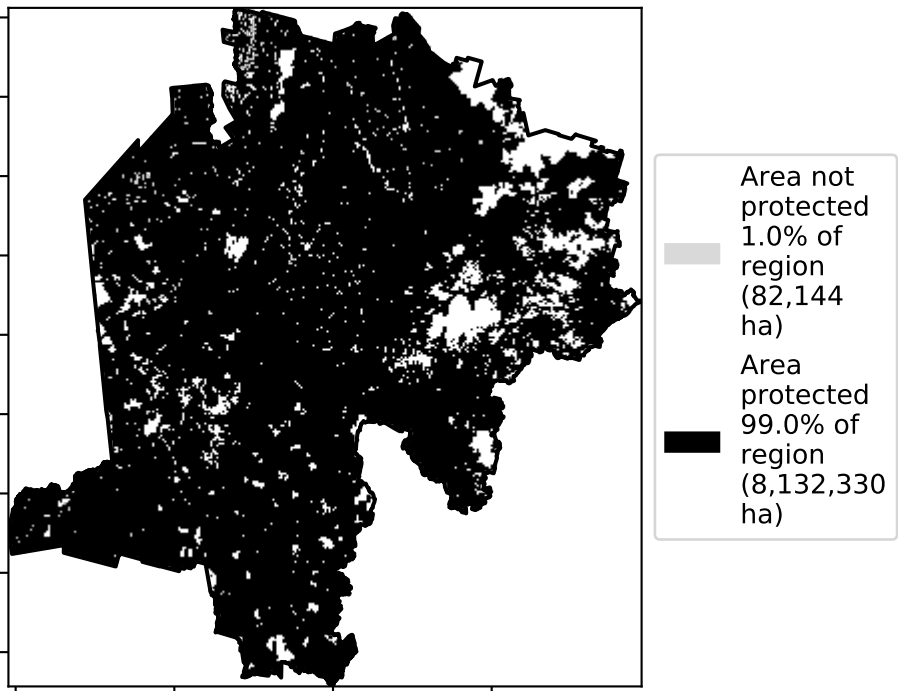 Area not
protected
1.0% of
region
(82,144
ha)
Area
protected
99.0% of
region
(8,132,330
ha)